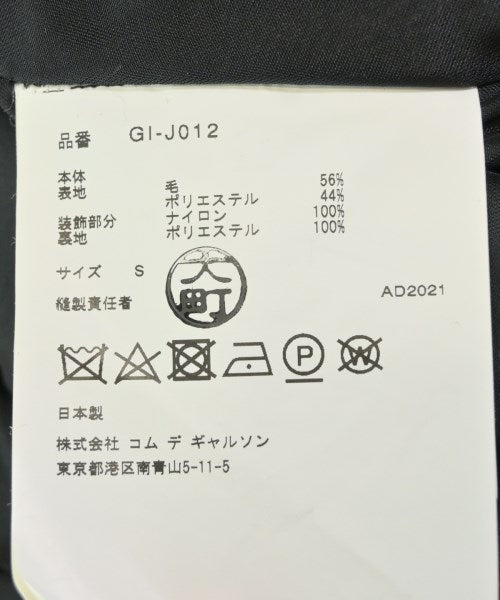 品番 GI-J012
本体
表地 毛 56%
ポリエステル 44%
装飾部分 ナイロン 100%
裏地 ポリエステル 100%
サイズ S
大町
縫製責任者
AD2021
P
W
日本製
株式会社 コム デ ギャルソン
東京都港区南青山5-11-5